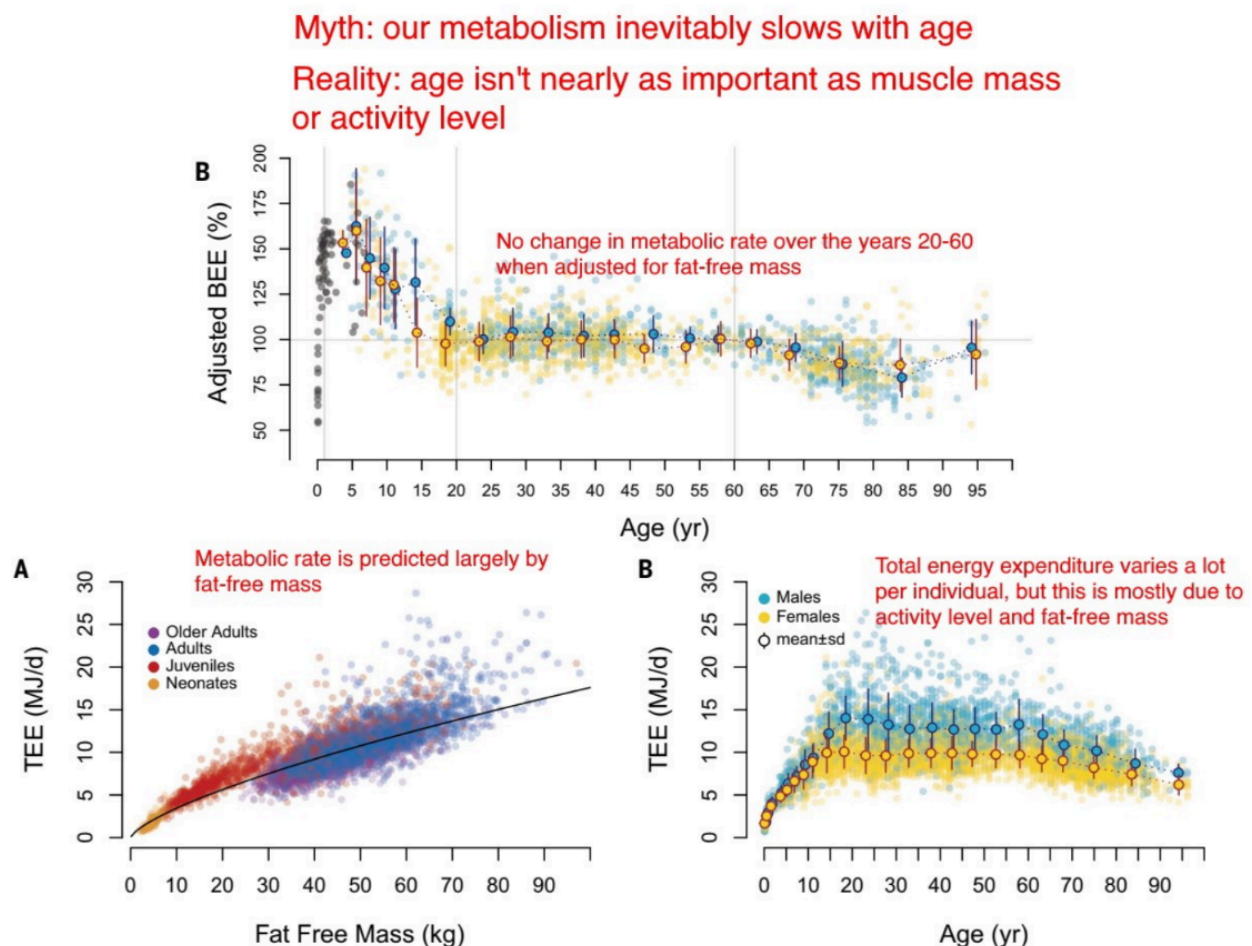 Myth: our metabolism inevitably slows with age
Reality: age isn't nearly as important as muscle mass
or activity level
B
Adjusted BEE (%)
200
175
150
125
100
75
50
No change in metabolic rate over the years 20-60
when adjusted for fat-free mass
0 5 10 15 20 25 30 35 40 45 50 55 60 65 70 75 80 85 90 95
Age (yr)
A
Metabolic rate is predicted largely by
fat-free mass
TEE (MJ/d)
30
25
20
15
10
5
0
Older Adults
Adults
Juveniles
Neonates
0 10 20 30 40 50 60 70 80 90
Fat Free Mass (kg)
B
Total energy expenditure varies a lot
per individual, but this is mostly due to
activity level and fat-free mass
TEE (MJ/d)
30
25
20
15
10
5
0
Males
Females
mean±sd
0 10 20 30 40 50 60 70 80 90
Age (yr)